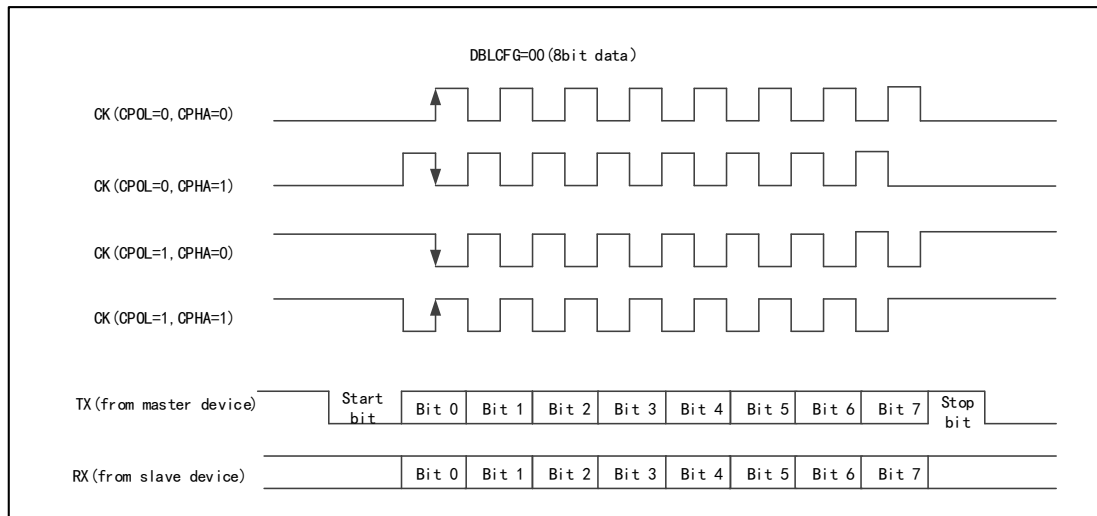 DBLCFG=00(8bit data)
CK(CPOL=0,CPHA=0)
CK(CPOL=0,CPHA=1)
CK(CPOL=1,CPHA=0)
CK(CPOL=1,CPHA=1)
TX(from master device)
Start bit
Bit 0 Bit 1 Bit 2 Bit 3 Bit 4 Bit 5 Bit 6 Bit 7
Stop bit
RX(from slave device)
Bit 0 Bit 1 Bit 2 Bit 3 Bit 4 Bit 5 Bit 6 Bit 7